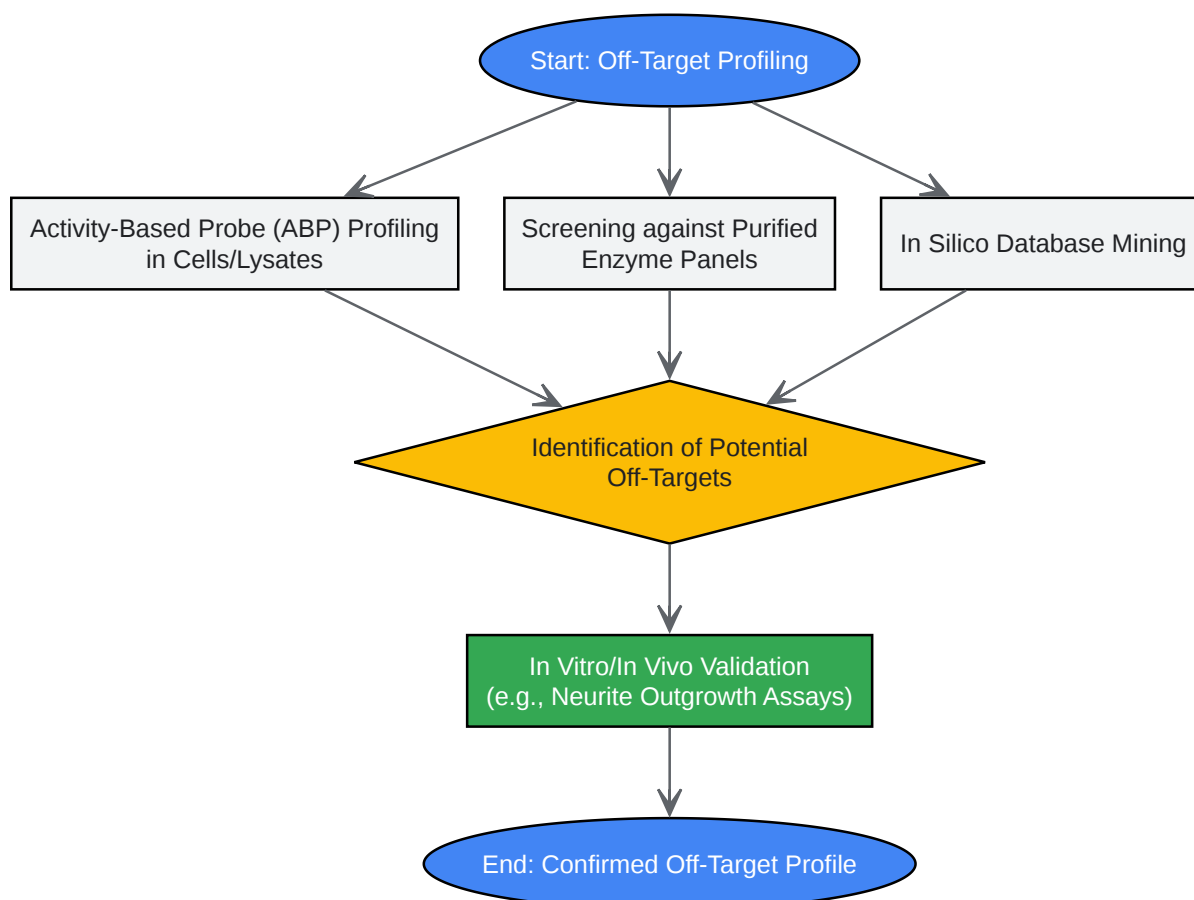 Start: Off-Target Profiling
Activity-Based Probe (ABP) Profiling
in Cells/Lysates
Screening against Purified
Enzyme Panels
In Silico Database Mining
Identification of Potential
Off-Targets
In Vitro/In Vivo Validation
(e.g., Neurite Outgrowth Assays)
End: Confirmed Off-Target Profile